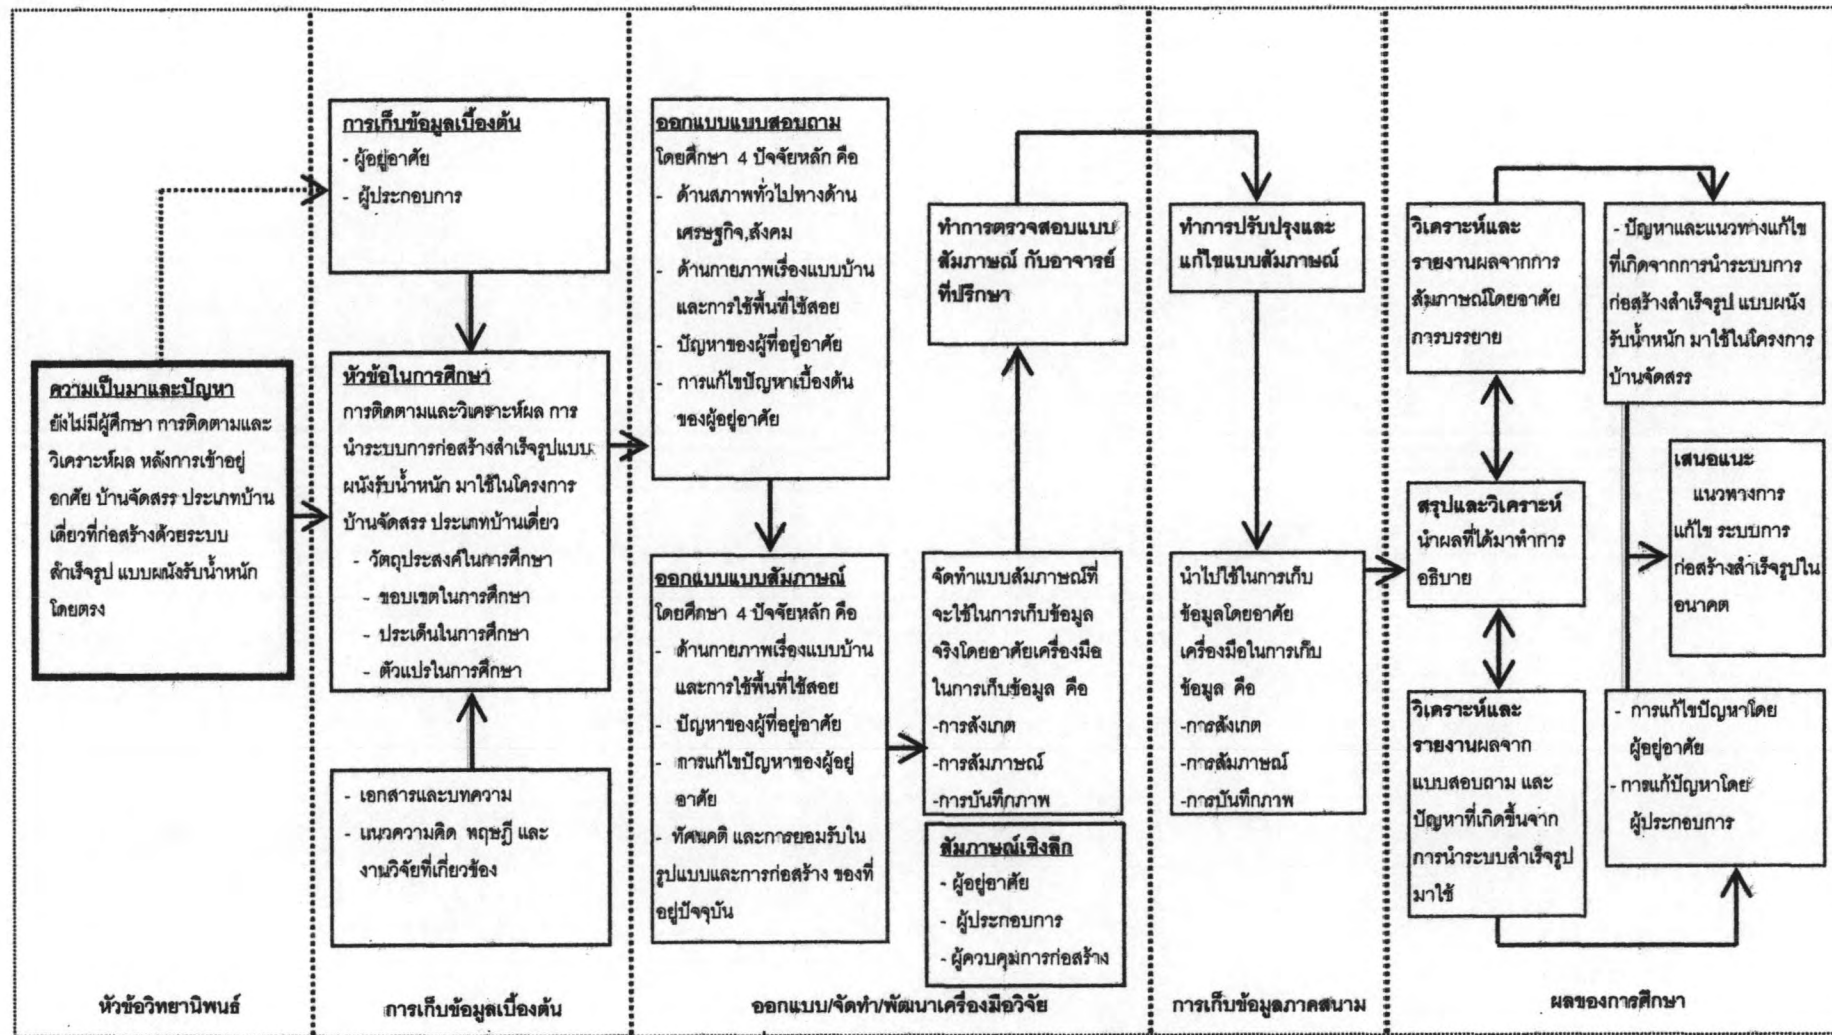 ความเป็นมาและปัญหา
ยังไม่มีผู้ศึกษา การติดตามและ
วิเคราะห์ผล หลังการเข้าอยู่
อาศัย บ้านจัดสรร ประเภทบ้าน
เดี่ยวที่ก่อสร้างด้วยระบบ
สำเร็จรูป แบบผนังรับน้ำหนัก
โดยตรง
หัวข้อวิทยานิพนธ์
การเก็บข้อมูลเบื้องต้น
- ผู้อยู่อาศัย
- ผู้ประกอบการ
หัวข้อในการศึกษา
การติดตามและวิเคราะห์ผล การ
นำระบบการก่อสร้างสำเร็จรูปแบบ
ผนังรับน้ำหนัก มาใช้ในโครงการ
บ้านจัดสรร ประเภทบ้านเดี่ยว
- วัตถุประสงค์ในการศึกษา
- ขอบเขตในการศึกษา
- ประเด็นในการศึกษา
- ตัวแปรในการศึกษา
- เอกสารและบทความ
- แนวความคิด ทฤษฎี และ
งานวิจัยที่เกี่ยวข้อง
การเก็บข้อมูลเบื้องต้น
ออกแบบแบบสอบถาม
โดยศึกษา 4 ปัจจัยหลัก คือ
- ด้านสภาพทั่วไปทางด้าน
เศรษฐกิจ,สังคม
- ด้านกายภาพเรื่องแบบบ้าน
และการใช้พื้นที่ใช้สอย
- ปัญหาของผู้ที่อยู่อาศัย
- การแก้ไขปัญหาเบื้องต้น
ของผู้อยู่อาศัย
ออกแบบแบบสัมภาษณ์
โดยศึกษา 4 ปัจจัยหลัก คือ
- ด้านกายภาพเรื่องแบบบ้าน
และการใช้พื้นที่ใช้สอย
- ปัญหาของผู้ที่อยู่อาศัย
- การแก้ไขปัญหาของผู้อยู่
อาศัย
- ทัศนคติ และการยอมรับใน
รูปแบบและการก่อสร้าง ของที่
อยู่ปัจจุบัน
ทำการตรวจสอบแบบ
สัมภาษณ์ กับอาจารย์
ที่ปรึกษา
จัดทำแบบสัมภาษณ์ที่
จะใช้ในการเก็บข้อมูล
จริงโดยอาศัยเครื่องมือ
ในการเก็บข้อมูล คือ
-การสังเกต
-การสัมภาษณ์
-การบันทึกภาพ
สัมภาษณ์เชิงลึก
- ผู้อยู่อาศัย
- ผู้ประกอบการ
- ผู้ควบคุมการก่อสร้าง
ออกแบบ/จัดทำ/พัฒนาเครื่องมือวิจัย
ทำการปรับปรุงและ
แก้ไขแบบสัมภาษณ์
นำไปใช้ในการเก็บ
ข้อมูลโดยอาศัย
เครื่องมือในการเก็บ
ข้อมูล คือ
-การสังเกต
-การสัมภาษณ์
-การบันทึกภาพ
การเก็บข้อมูลภาคสนาม
วิเคราะห์และ
รายงานผลจากการ
สัมภาษณ์โดยอาศัย
การบรรยาย
สรุปและวิเคราะห์
นำผลที่ได้มาทำการ
อธิบาย
วิเคราะห์และ
รายงานผลจาก
แบบสอบถาม และ
ปัญหาที่เกิดขึ้นจาก
การนำระบบสำเร็จรูป
มาใช้
- ปัญหาและแนวทางแก้ไข
ที่เกิดจากการนำระบบการ
ก่อสร้างสำเร็จรูป แบบผนัง
รับน้ำหนัก มาใช้ในโครงการ
บ้านจัดสรร
เสนอแนะ
แนวทางการ
แก้ไข ระบบการ
ก่อสร้างสำเร็จรูปใน
อนาคต
- การแก้ไขปัญหาโดย
ผู้อยู่อาศัย
- การแก้ปัญหาโดย
ผู้ประกอบการ
ผลของการศึกษา